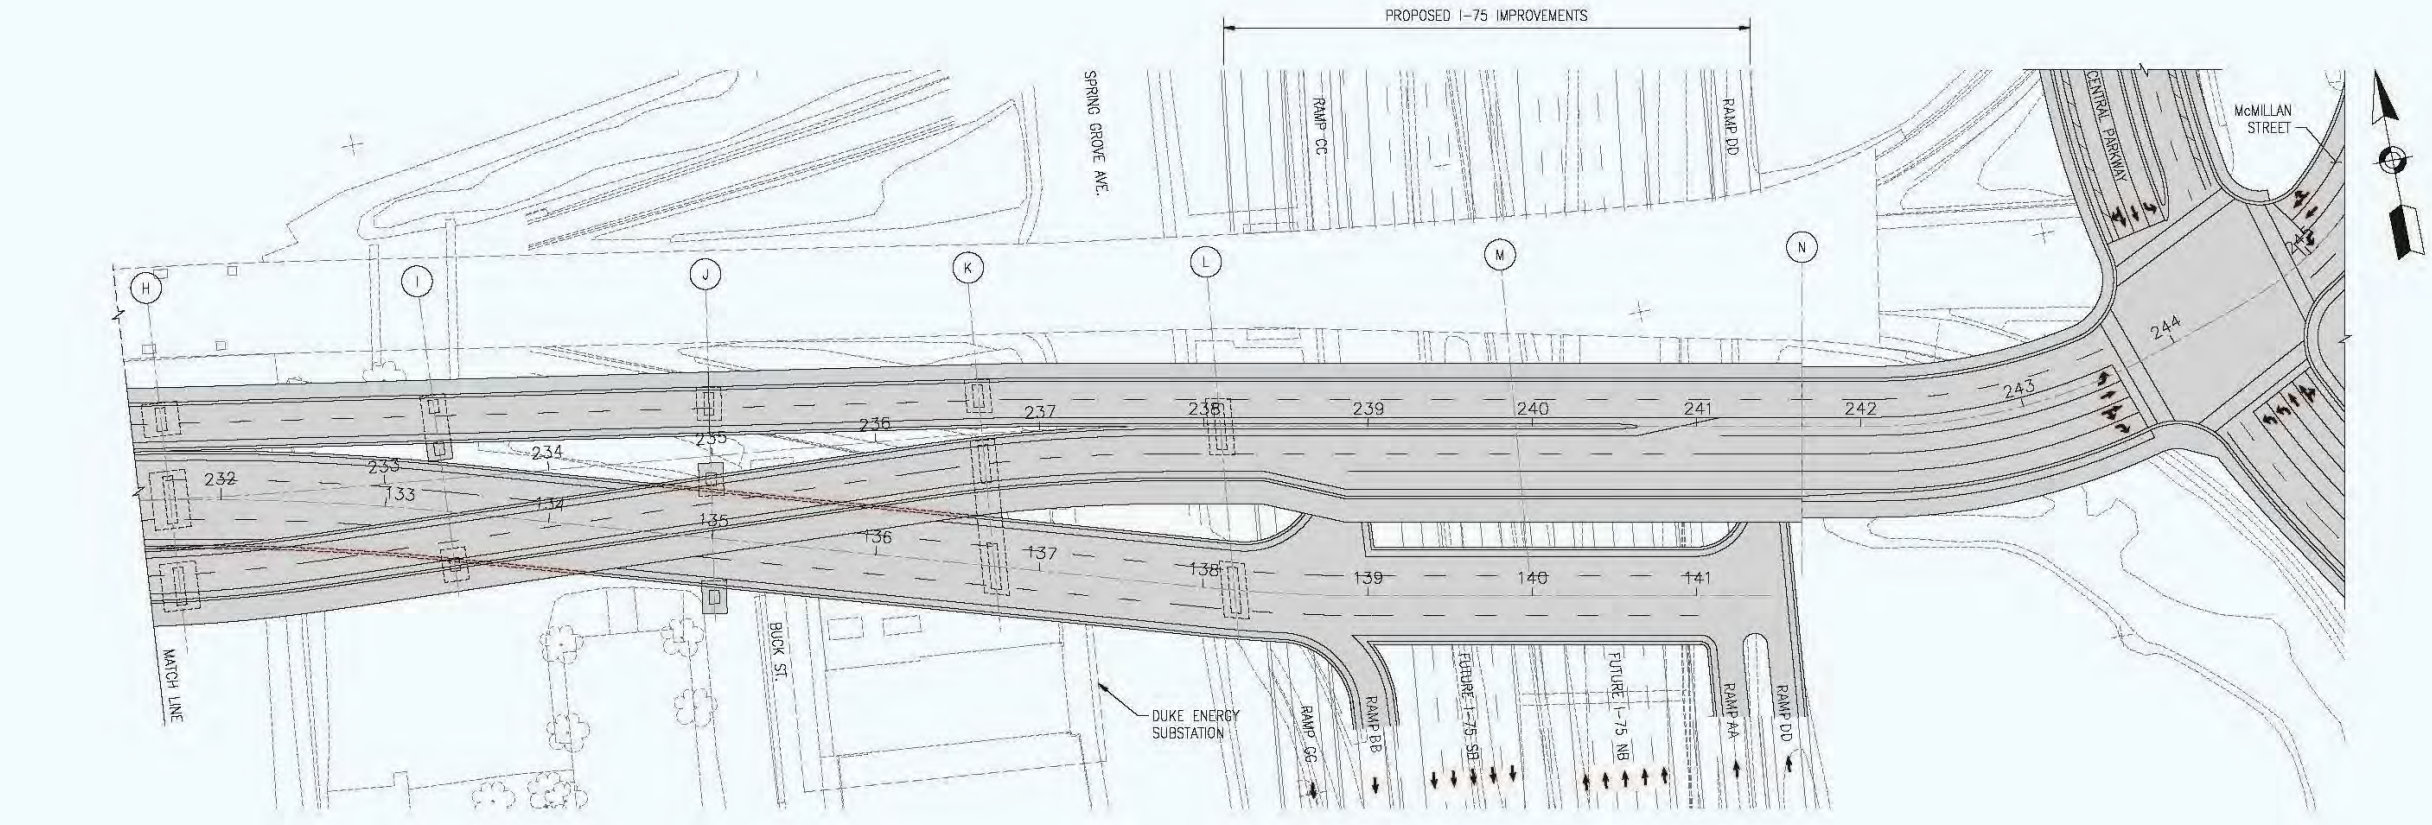 PROPOSED I-75 IMPROVEMENTS
SPRING GROVE AVE.
RAMP CC
RAMP DD
CENTRAL PARKWAY
McMILLAN
STREET
H
I
J
K
L
M
N
245
244
243
242
241
240
239
238
237
236
235
234
233
232
133
134
135
136
137
138
139
140
141
MATCH LINE
BUCK ST.
DUKE ENERGY
SUBSTATION
RAMP GG
RAMP BB
FUTURE I-75 SB
FUTURE I-75 NB
RAMP AA
RAMP DD